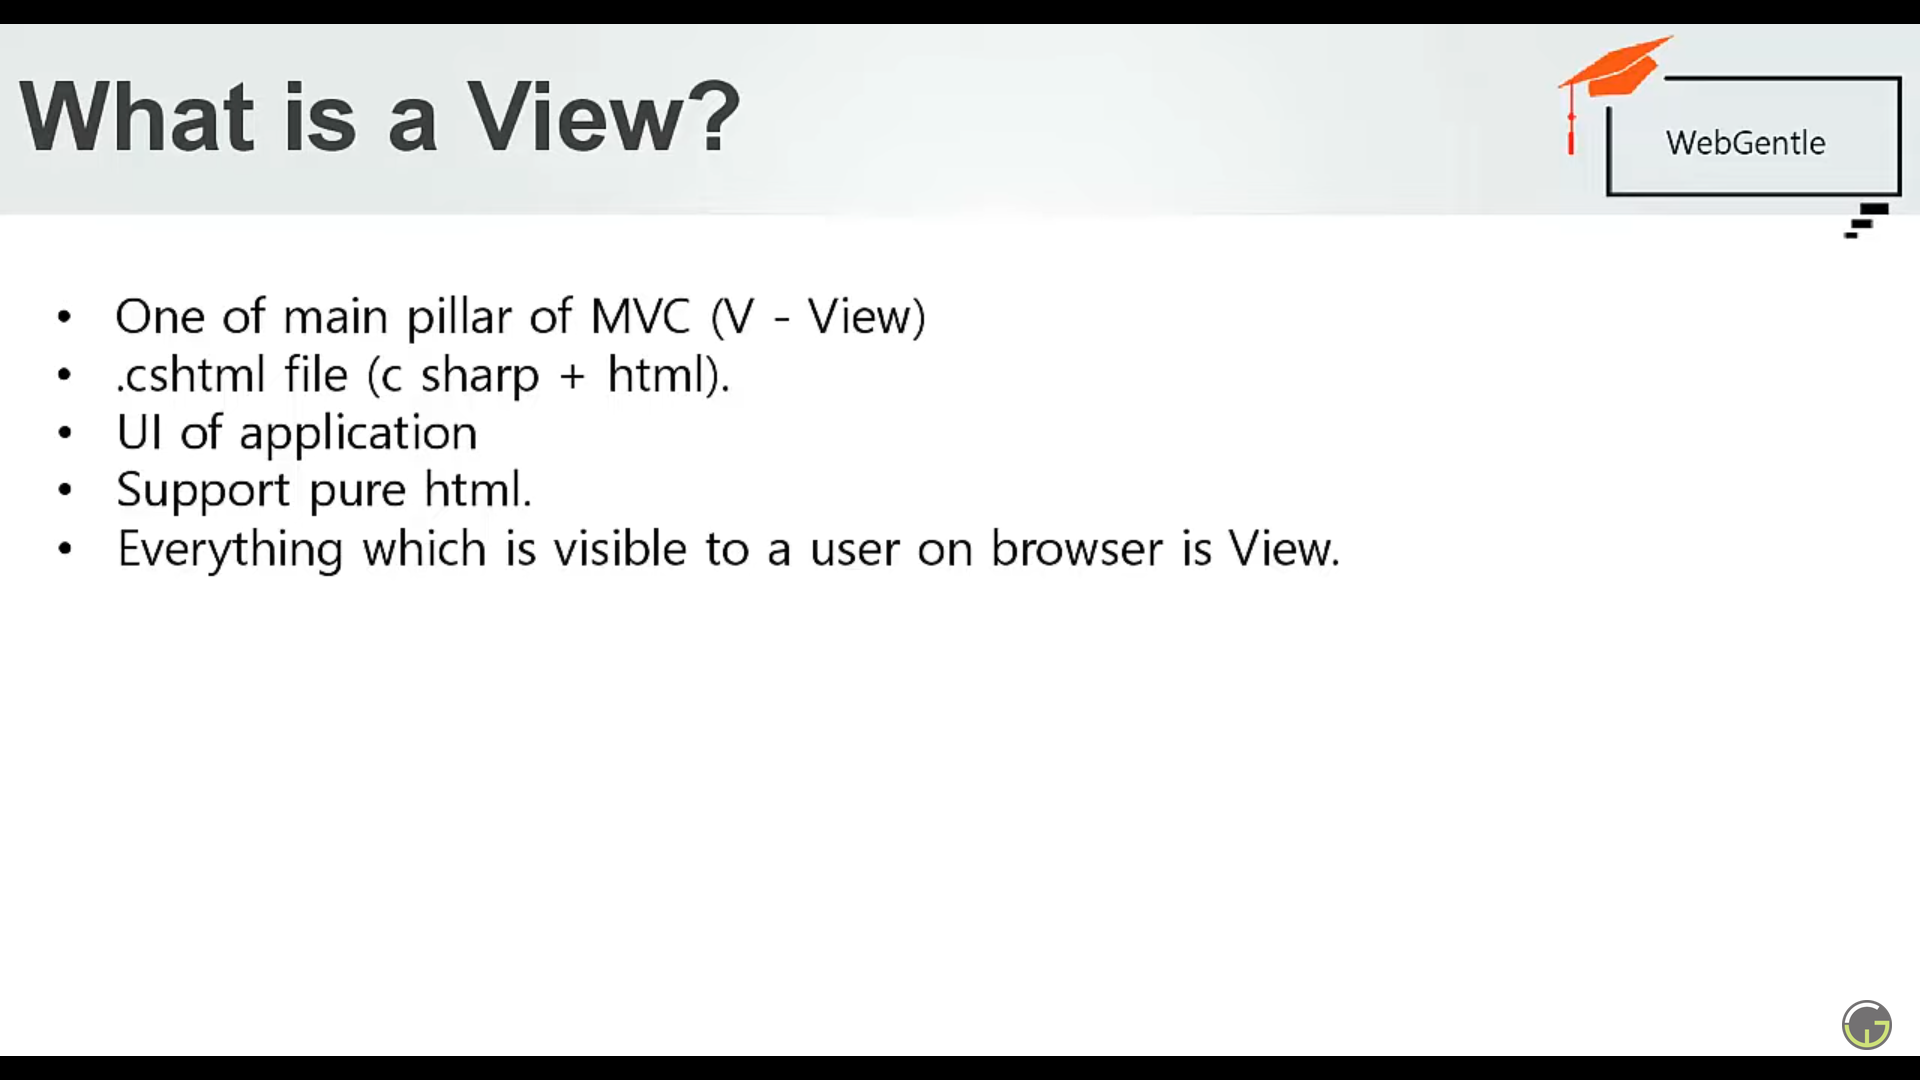 What is a View?
WebGentle
• One of main pillar of MVC (V - View)
• .cshtml file (c sharp + html).
• UI of application
• Support pure html.
• Everything which is visible to a user on browser is View.